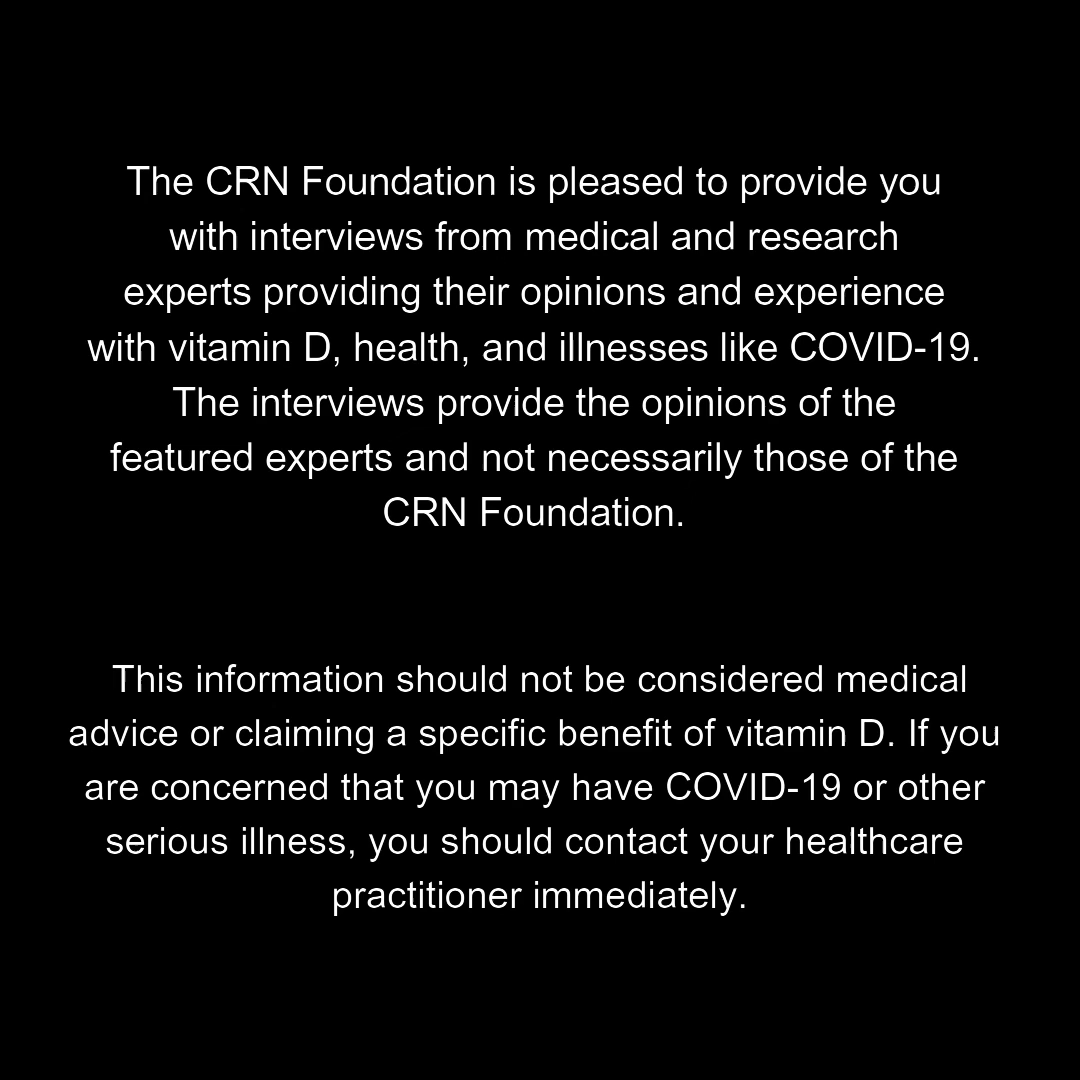 The CRN Foundation is pleased to provide you
with interviews from medical and research
experts providing their opinions and experience
with vitamin D, health, and illnesses like COVID-19.
The interviews provide the opinions of the
featured experts and not necessarily those of the
CRN Foundation.
This information should not be considered medical
advice or claiming a specific benefit of vitamin D. If you
are concerned that you may have COVID-19 or other
serious illness, you should contact your healthcare
practitioner immediately.